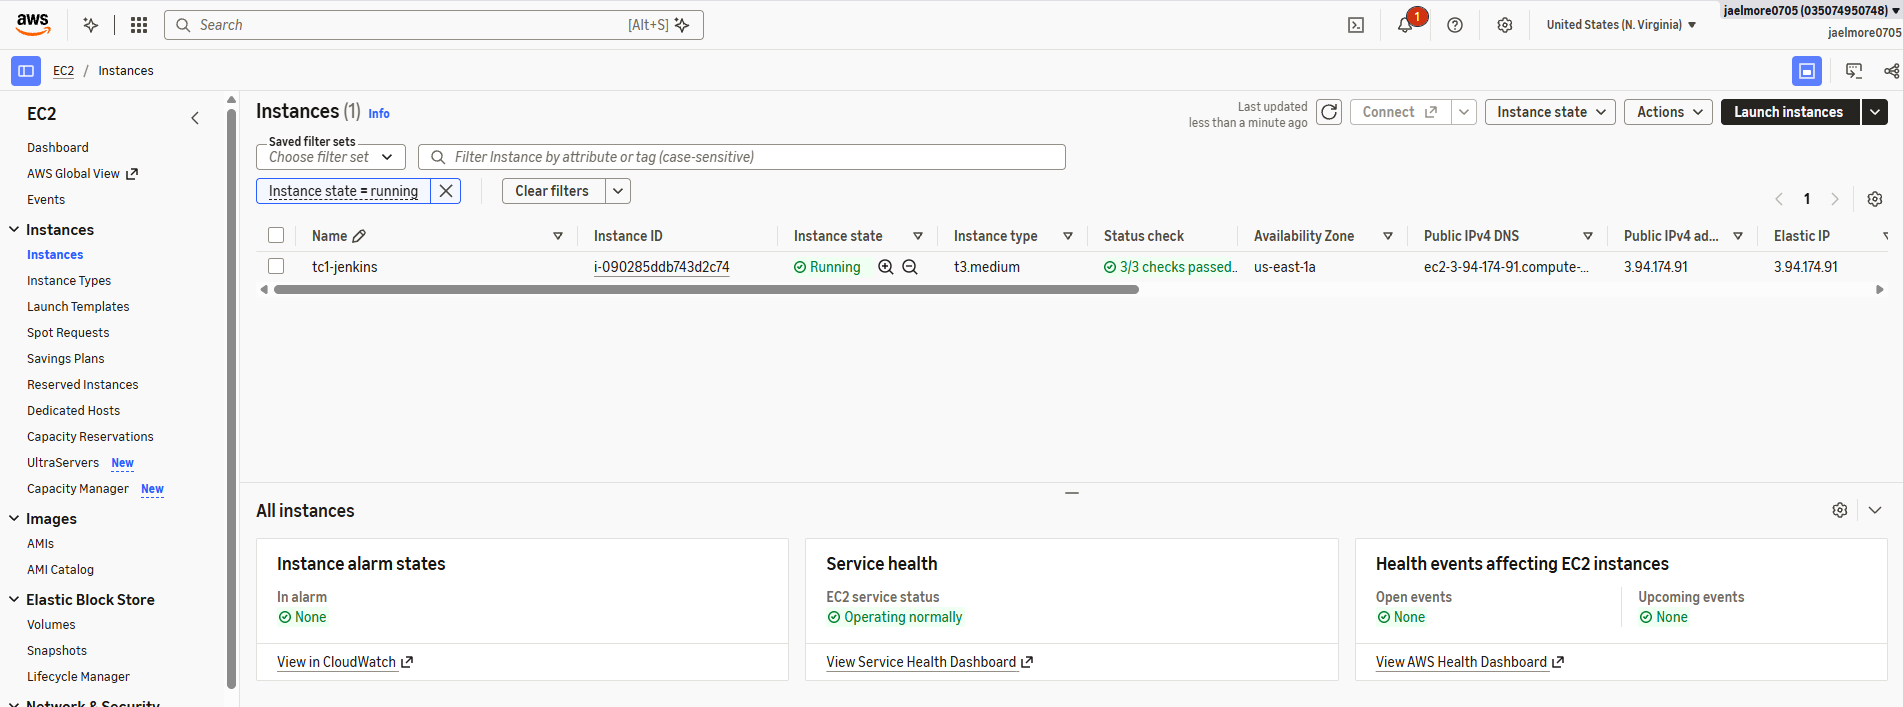 aws
Search [Alt+S]
1
United States (N. Virginia)
jaelmore0705 (035074950748)
jaelmore0705
EC2 / Instances
EC2
Dashboard
AWS Global View
Events
Instances
Instances
Instance Types
Launch Templates
Spot Requests
Savings Plans
Reserved Instances
Dedicated Hosts
Capacity Reservations
UltraServers New
Capacity Manager New
Images
AMIs
AMI Catalog
Elastic Block Store
Volumes
Snapshots
Lifecycle Manager
Network & Security
Instances (1) Info
Last updated
less than a minute ago
Connect
Instance state
Actions
Launch instances
Saved filter sets
Choose filter set
Filter Instance by attribute or tag (case-sensitive)
Instance state = running
Clear filters
1
Name Instance ID Instance state Instance type Status check Availability Zone Public IPv4 DNS Public IPv4 ad... Elastic IP
tc1-jenkins i-090285ddb743d2c74 Running t3.medium 3/3 checks passed.. us-east-1a ec2-3-94-174-91.compute-... 3.94.174.91 3.94.174.91
All instances
Instance alarm states
In alarm
None
View in CloudWatch
Service health
EC2 service status
Operating normally
View Service Health Dashboard
Health events affecting EC2 instances
Open events Upcoming events
None None
View AWS Health Dashboard